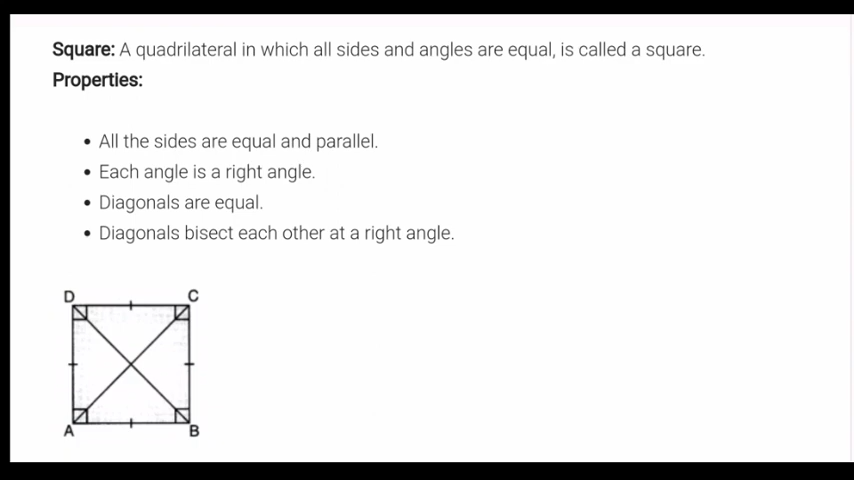 Square: A quadrilateral in which all sides and angles are equal, is called a square.
Properties:
• All the sides are equal and parallel.
• Each angle is a right angle.
• Diagonals are equal.
• Diagonals bisect each other at a right angle.
D C
A B